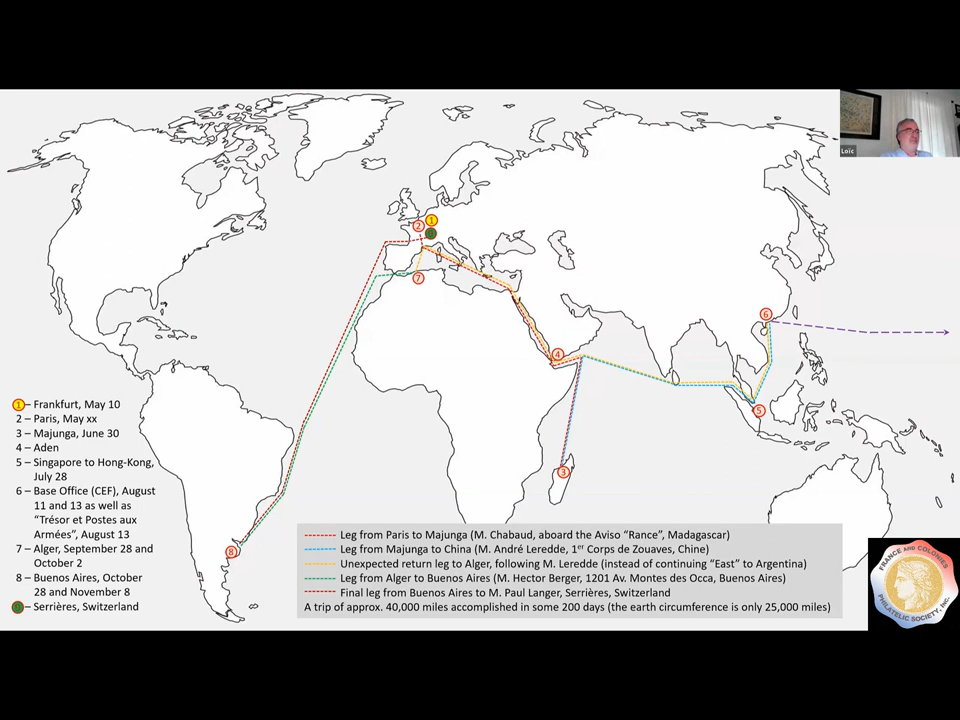 Loïc
1
2
9
7
6
4
5
3
8
1 – Frankfurt, May 10
2 – Paris, May xx
3 – Majunga, June 30
4 – Aden
5 – Singapore to Hong-Kong,
July 28
6 – Base Office (CEF), August
11 and 13 as well as
“Trésor et Postes aux
Armées”, August 13
7 – Alger, September 28 and
October 2
8 – Buenos Aires, October
28 and November 8
9 – Serrières, Switzerland
Leg from Paris to Majunga (M. Chabaud, aboard the Aviso “Rance”, Madagascar)
Leg from Majunga to China (M. André Leredde, 1er Corps de Zouaves, Chine)
Unexpected return leg to Alger, following M. Leredde (instead of continuing “East” to Argentina)
Leg from Alger to Buenos Aires (M. Hector Berger, 1201 Av. Montes des Occa, Buenos Aires)
Final leg from Buenos Aires to M. Paul Langer, Serrières, Switzerland
A trip of approx. 40,000 miles accomplished in some 200 days (the earth circumference is only 25,000 miles)
FRANCE AND COLONIES
PHILATELIC SOCIETY, INC.